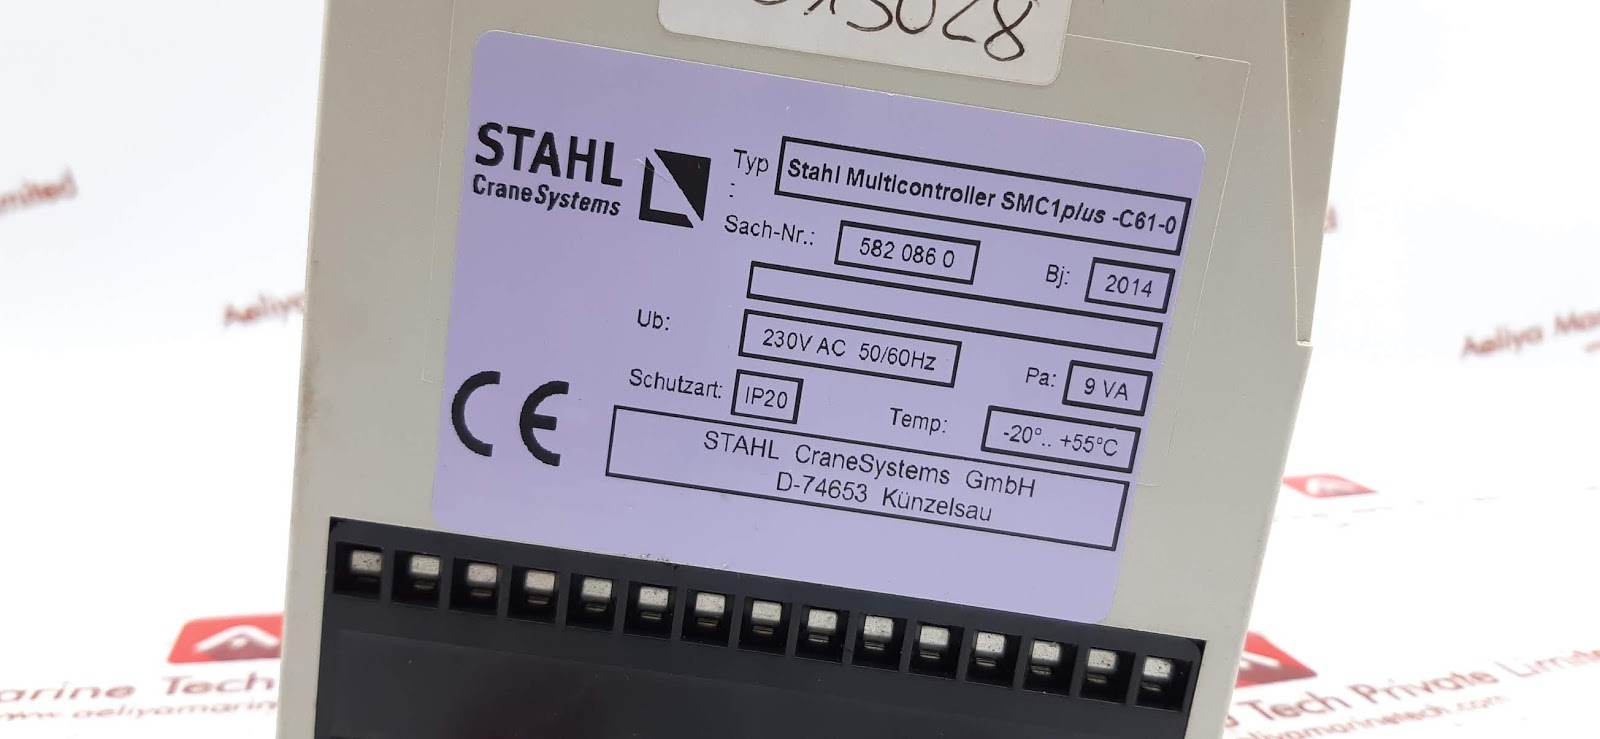 STAHL
CraneSystems
Typ : Stahl Multicontroller SMC1plus -C61-0
Sach-Nr.: 582 086 0 Bj: 2014
Ub: 230V AC 50/60Hz Pa: 9 VA
Schutzart: IP20 Temp: -20°.. +55°C
STAHL CraneSystems GmbH
D-74653 Künzelsau
CE